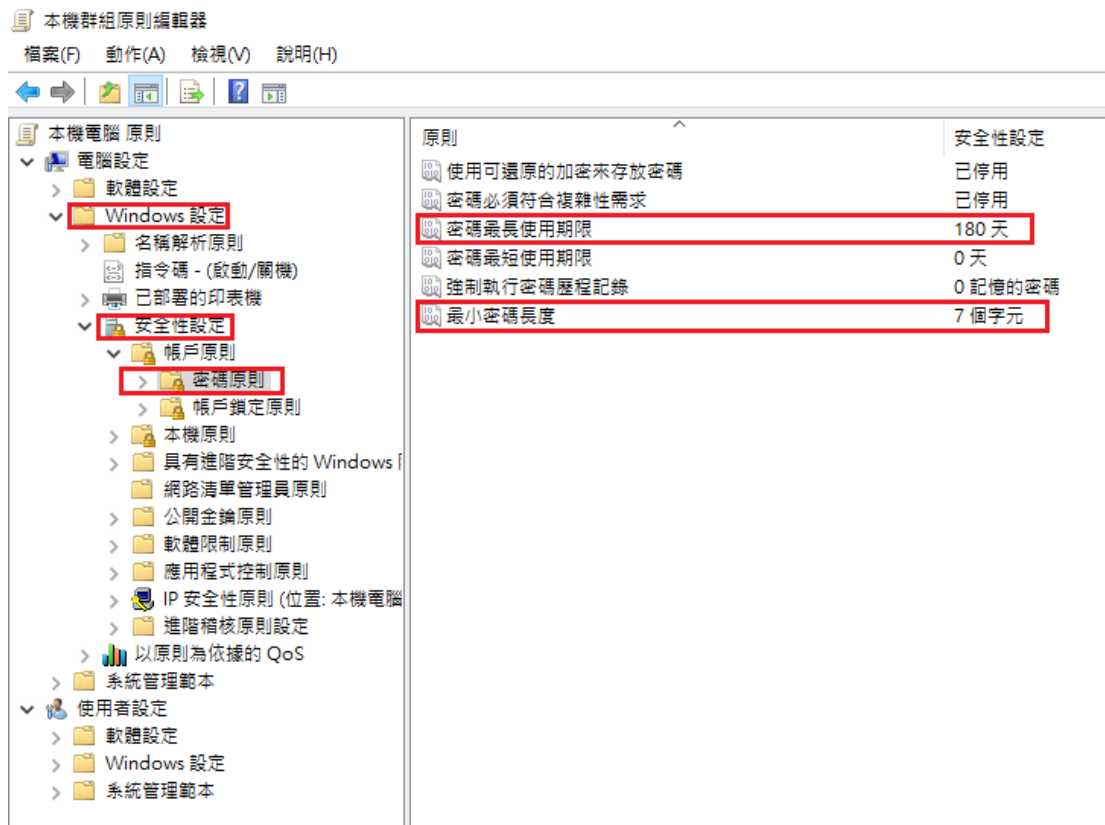 本機群組原則編輯器
檔案(F) 動作(A) 檢視(V) 說明(H)
本機電腦 原則
電腦設定
軟體設定
Windows 設定
名稱解析原則
指令碼 - (啟動/關機)
已部署的印表機
安全性設定
帳戶原則
密碼原則
帳戶鎖定原則
本機原則
具有進階安全性的 Windows
網路清單管理員原則
公開金鑰原則
軟體限制原則
應用程式控制原則
IP 安全性原則 (位置: 本機電腦
進階稽核原則設定
以原則為依據的 QoS
系統管理範本
使用者設定
軟體設定
Windows 設定
系統管理範本
原則 安全性設定
使用可還原的加密來存放密碼 已停用
密碼必須符合複雜性需求 已停用
密碼最長使用期限 180 天
密碼最短使用期限 0 天
強制執行密碼歷程記錄 0 記憶的密碼
最小密碼長度 7 個字元